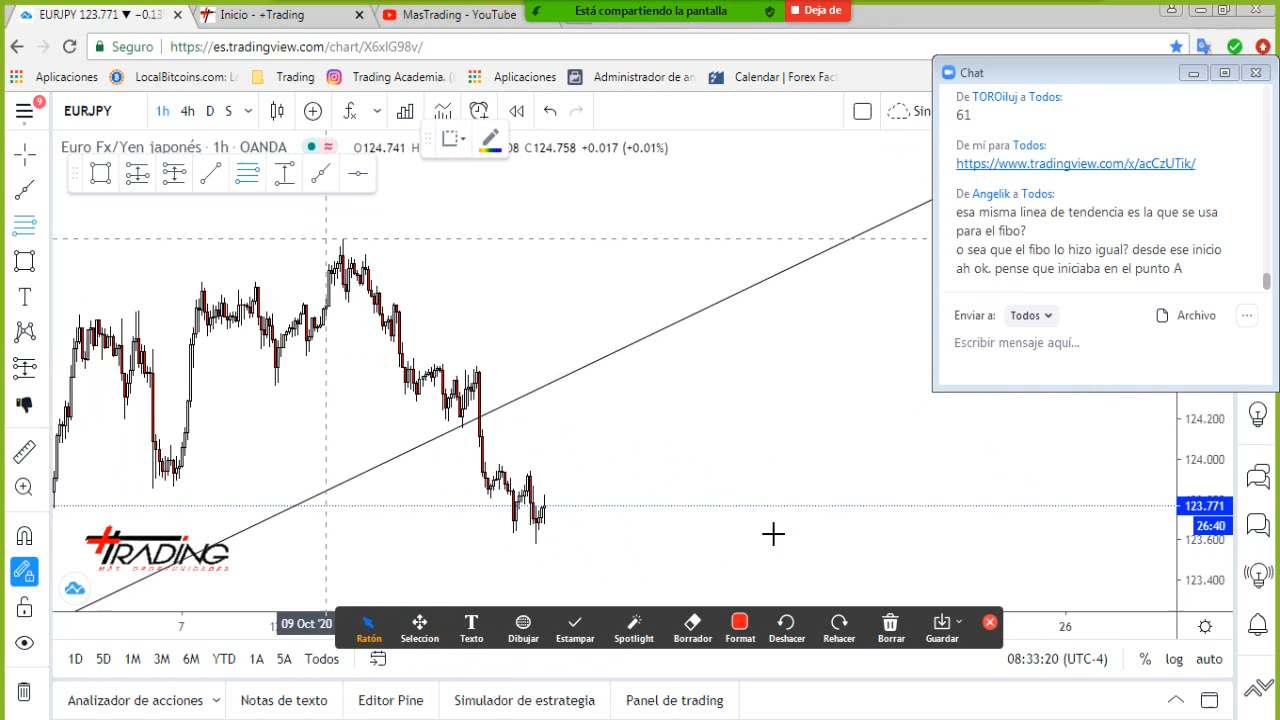 EURJPY 123.771 ▼ −0.13
Inicio - +Trading
MasTrading - YouTube
Está compartiendo la pantalla
Deja de
Seguro
https://es.tradingview.com/chart/X6xIG98v/
Aplicaciones
LocalBitcoins.com: L
Trading
Trading Academia. (
Aplicaciones
Administrador de an
Calendar | Forex Fact
9
EURJPY
1h
4h
D
S
Sin
Euro Fx/Yen japonés · 1h · OANDA
O124.741
H
08
C124.758
+0.017
(+0.01%)
Chat
De TOROiluj a Todos:
61
De mí para Todos:
https://www.tradingview.com/x/acCzUTik/
De Angelik a Todos:
esa misma linea de tendencia es la que se usa
para el fibo?
o sea que el fibo lo hizo igual? desde ese inicio
ah ok. pense que iniciaba en el punto A
Enviar a:
Todos
Archivo
Escribir mensaje aquí...
124.200
124.000
123.771
26:40
123.600
123.400
TRADING
MAS OPORTUNIDADES
7
09 Oct '20
26
Ratón
Seleccion
Texto
Dibujar
Estampar
Spotlight
Borrador
Format
Deshacer
Rehacer
Borrar
Guardar
1D
5D
1M
3M
6M
YTD
1A
5A
Todos
08:33:20 (UTC-4)
%
log
auto
Analizador de acciones
Notas de texto
Editor Pine
Simulador de estrategia
Panel de trading